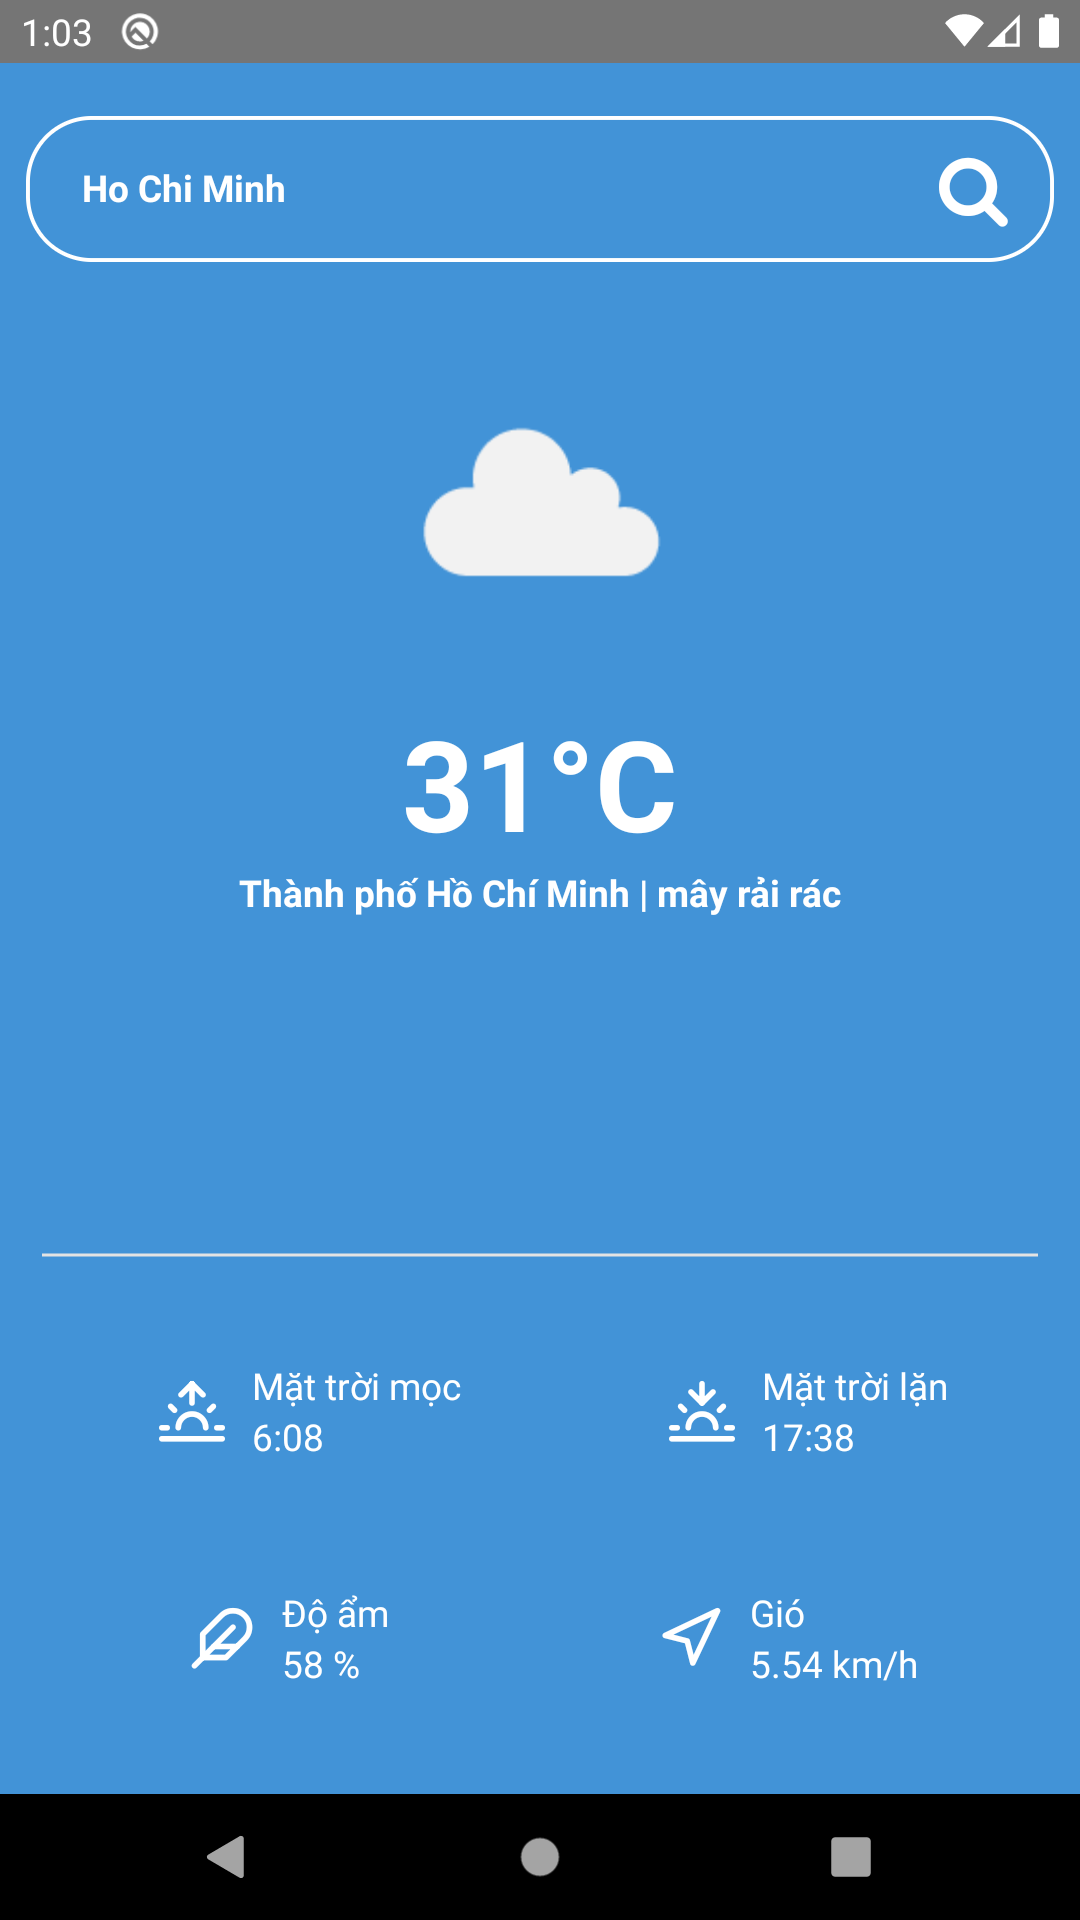 1:03
Ho Chi Minh
31°C
Thành phố Hồ Chí Minh | mây rải rác
Mặt trời mọc
6:08
Mặt trời lặn
17:38
Độ ẩm
58 %
Gió
5.54 km/h